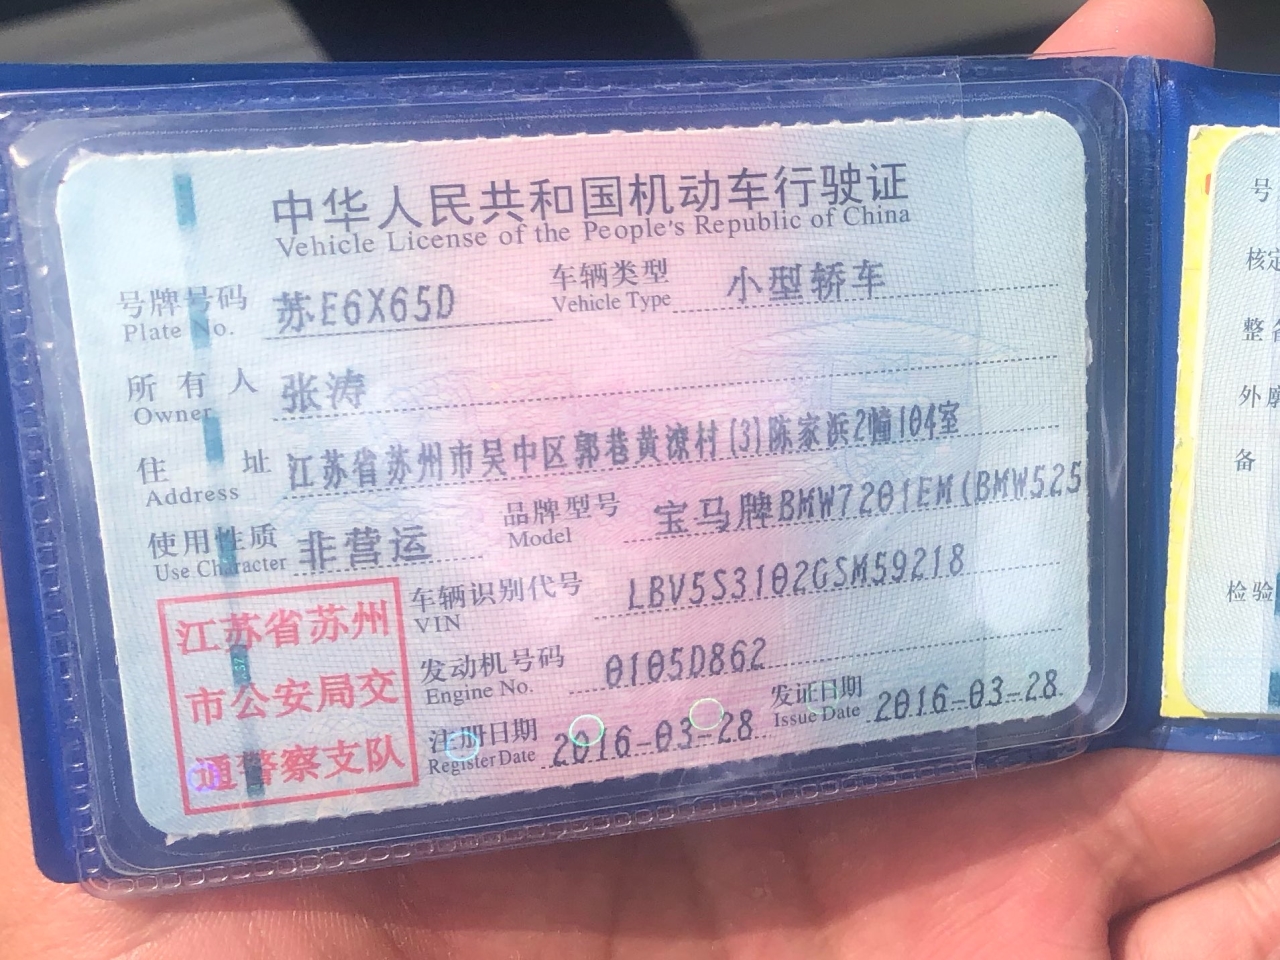 中华人民共和国机动车行驶证
Vehicle License of the People's Republic of China
号牌号码 苏E6X65D 车辆类型 小型轿车
Plate No. Vehicle Type
所有人 张涛
Owner
住址 江苏省苏州市吴中区郭巷黄潦村(3)陈家浜2幢104室
Address
使用性质 非营运 品牌型号 宝马牌BMW7201EM(BMW525
Use Character Model
江苏省苏州
市公安局交
通警察支队
车辆识别代号 LBV5S3102GSM59218
VIN
发动机号码 0105D862
Engine No.
注册日期 2016-03-28 发证日期 2016-03-28
Register Date Issue Date
号
核定
整备
外廓
备
检验